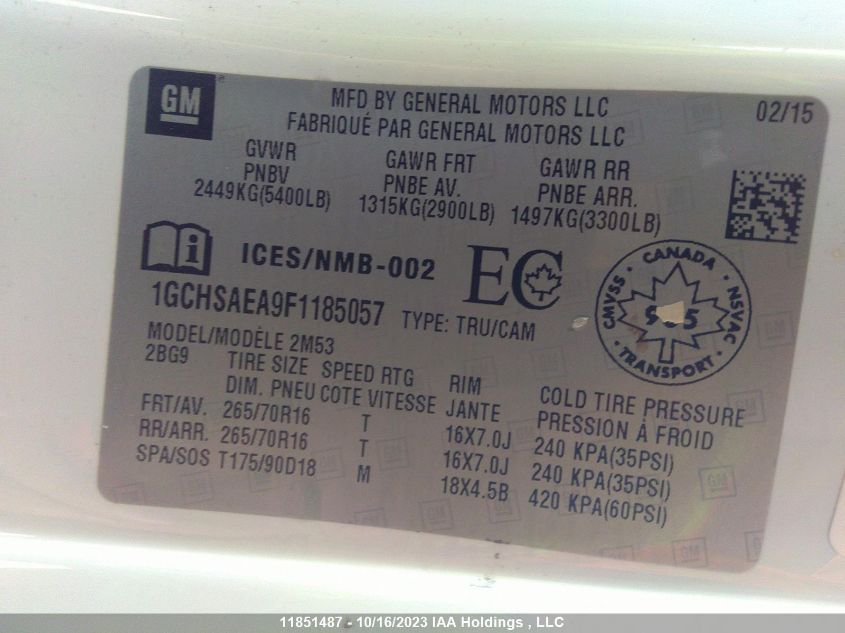 GM
MFD BY GENERAL MOTORS LLC
FABRIQUÉ PAR GENERAL MOTORS LLC
02/15
GVWR GAWR FRT GAWR RR
PNBV PNBE AV. PNBE ARR.
2449KG(5400LB) 1315KG(2900LB) 1497KG(3300LB)
i ICES/NMB-002 EC
CANADA
CMVSS NSVAC
TRANSPORT
1GCHSAEA9F1185057 TYPE: TRU/CAM
MODEL/MODÈLE 2M53
2BG9 TIRE SIZE SPEED RTG RIM COLD TIRE PRESSURE
DIM. PNEU COTE VITESSE JANTE PRESSION À FROID
FRT/AV. 265/70R16 T 16X7.0J 240 KPA(35PSI)
RR/ARR. 265/70R16 T 16X7.0J 240 KPA(35PSI)
SPA/SOS T175/90D18 M 18X4.5B 420 KPA(60PSI)
11851487 - 10/16/2023 IAA Holdings , LLC